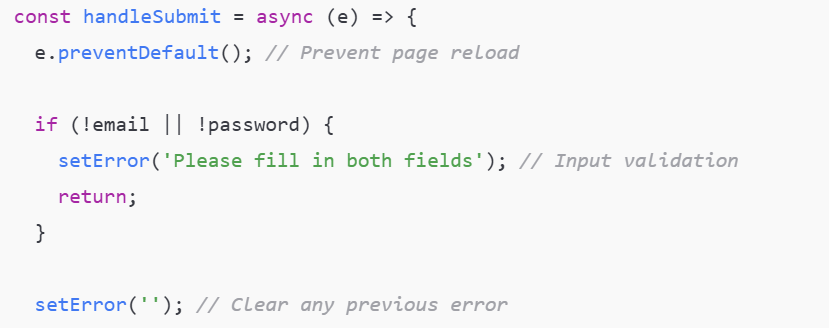 const handleSubmit = async (e) => {
  e.preventDefault(); // Prevent page reload

  if (!email || !password) {
    setError('Please fill in both fields'); // Input validation
    return;
  }

  setError(''); // Clear any previous error